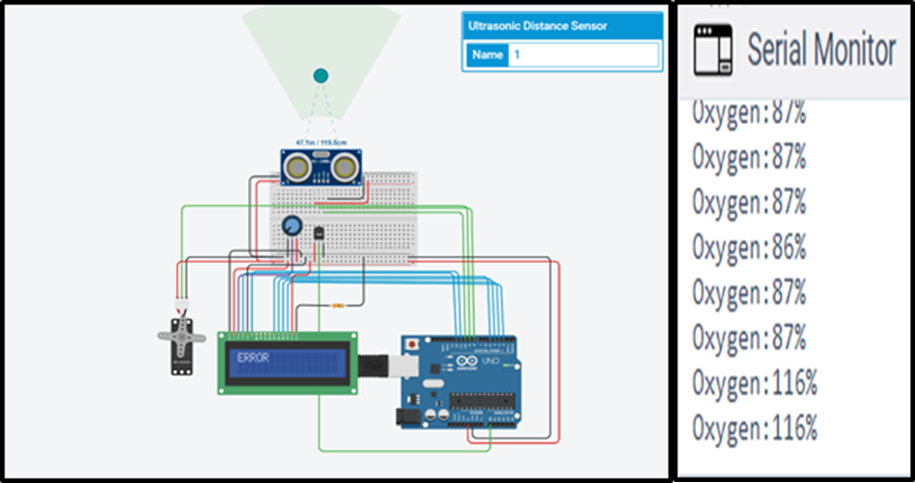 Ultrasonic Distance Sensor
Name 1
47.1in / 119.5cm
ERROR
UNO
Serial Monitor
Oxygen:87%
Oxygen:87%
Oxygen:87%
Oxygen:86%
Oxygen:87%
Oxygen:87%
Oxygen:116%
Oxygen:116%